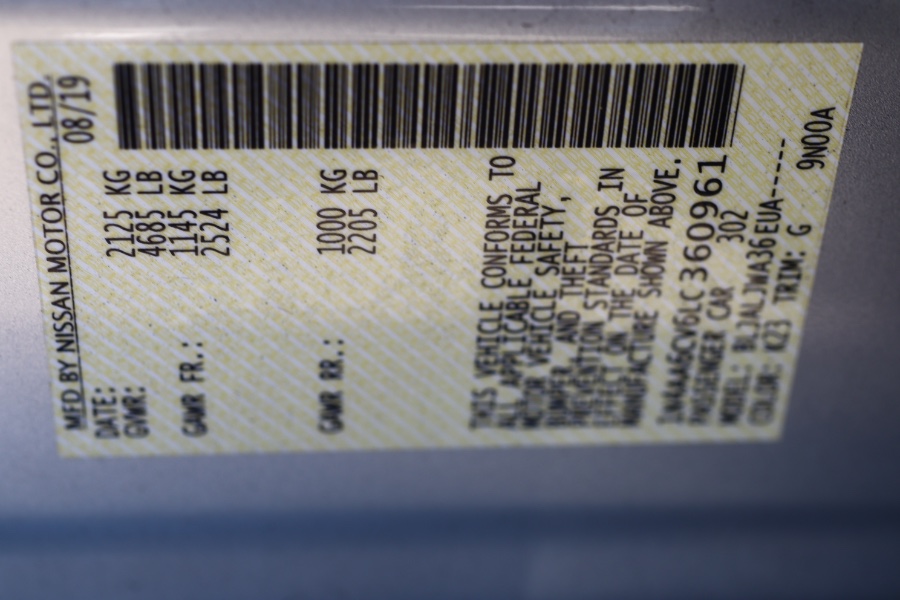 MFD BY NISSAN MOTOR CO., LTD.
DATE: 08/19
GVWR: 2125 KG
4685 LB
GAWR FR.: 1145 KG
2524 LB
GAWR RR.: 1000 KG
2205 LB
THIS VEHICLE CONFORMS TO
ALL APPLICABLE FEDERAL
MOTOR VEHICLE SAFETY,
BUMPER, AND THEFT
PREVENTION STANDARDS IN
EFFECT ON THE DATE OF
MANUFACTURE SHOWN ABOVE.
1N4AA6CV6LC360961
PASSENGER CAR 302
MODEL: BLJALJWA36EUA-----
COLOR: K23 TRIM: G 9N00A